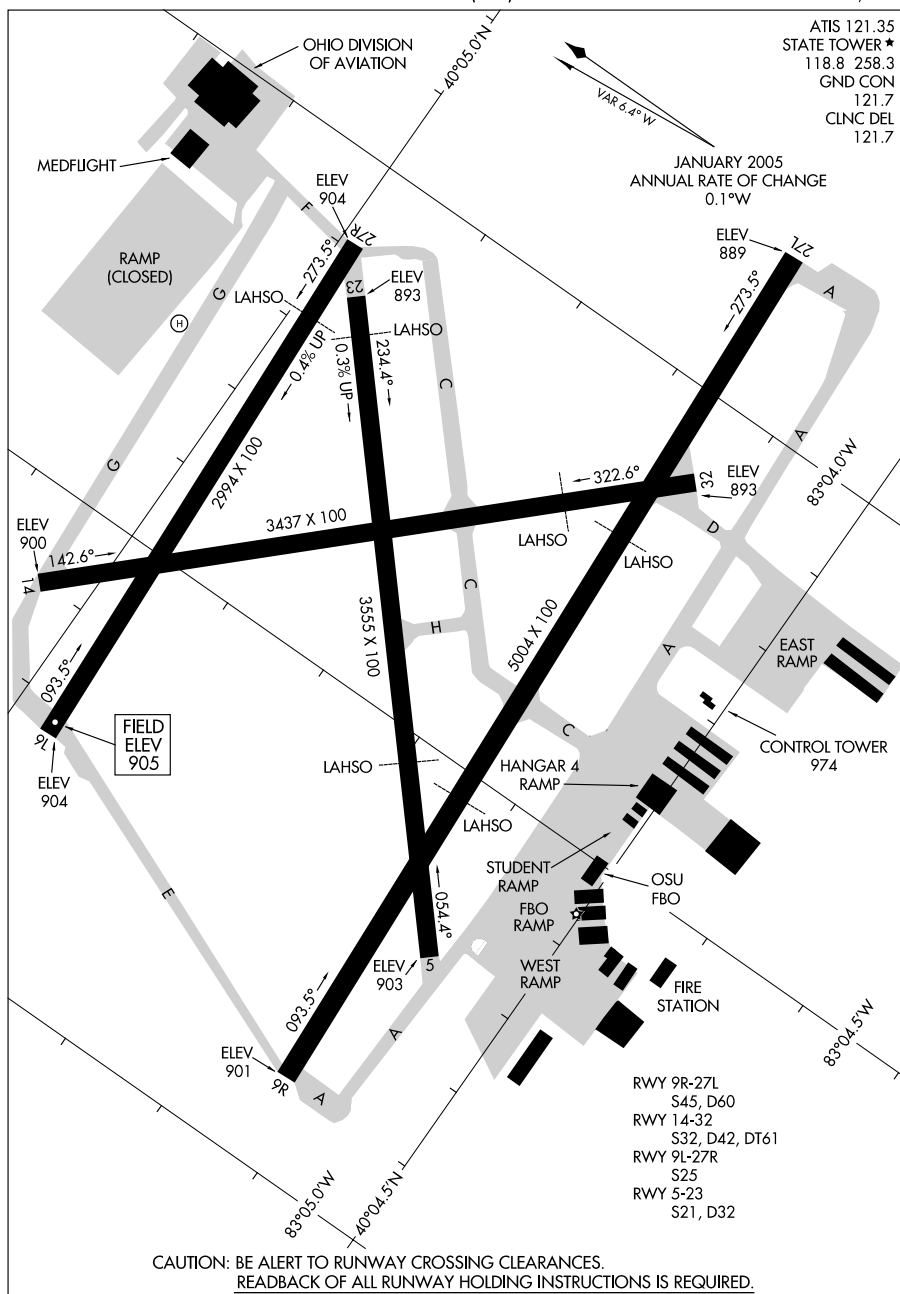 ATIS 121.35
STATE TOWER ★
118.8 258.3
GND CON
121.7
CLNC DEL
121.7
OHIO DIVISION
OF AVIATION
40°05.0'N
VAR 6.4° W
JANUARY 2005
ANNUAL RATE OF CHANGE
0.1°W
MEDFLIGHT
ELEV
904
27R
ELEV
889
27L
RAMP
(CLOSED)
F
273.5°
ELEV
893
23
273.5°
A
G
LAHSO
LAHSO
H
0.4% UP
0.3% UP
234.4°
C
A
83°04.0'W
G
2994 X 100
322.6°
32
ELEV
893
3437 X 100
LAHSO
LAHSO
D
ELEV
900
142.6°
14
C
3555 X 100
H
5004 X 100
A
EAST
RAMP
093.5°
9L
FIELD
ELEV
905
ELEV
904
C
CONTROL TOWER
974
HANGAR 4
RAMP
LAHSO
LAHSO
STUDENT
RAMP
OSU
FBO
FBO
RAMP
E
054.4°
ELEV
903
5
WEST
RAMP
FIRE
STATION
093.5°
A
83°04.5'W
ELEV
901
9R
A
RWY 9R-27L
S45, D60
RWY 14-32
S32, D42, DT61
RWY 9L-27R
S25
RWY 5-23
S21, D32
83°05.0'W
40°04.5'N
CAUTION: BE ALERT TO RUNWAY CROSSING CLEARANCES.
READBACK OF ALL RUNWAY HOLDING INSTRUCTIONS IS REQUIRED.